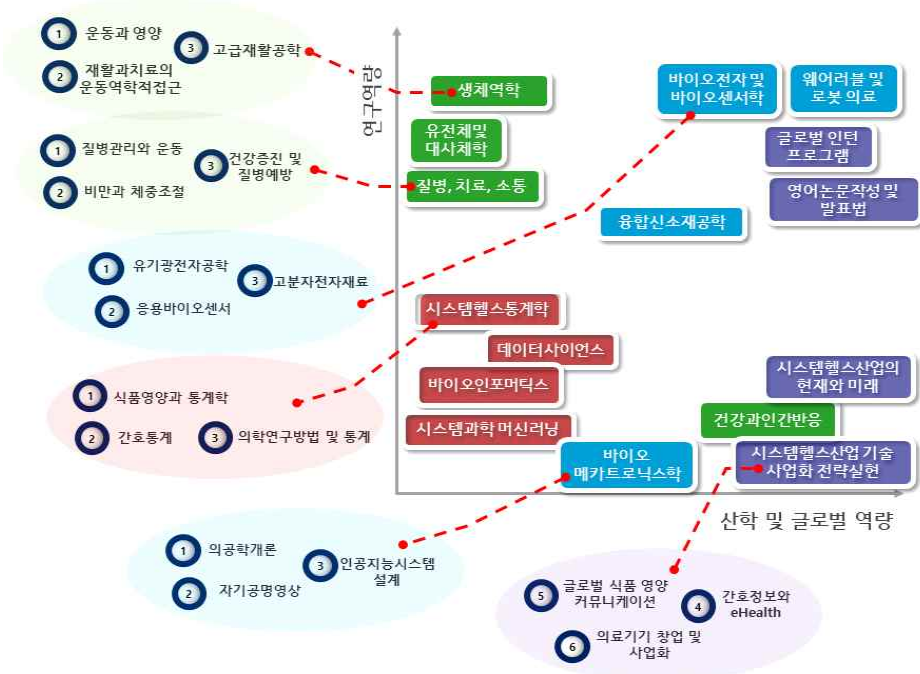 1
운동과 영양
3
고급재활공학
2
재활과치료의
운동역학적접근
1
질병관리와 운동
3
건강증진 및
질병예방
2
비만과 체중조절
1
유기광전자공학
3
고분자전자재료
2
응용바이오센서
1
식품영양과 통계학
2
간호통계
3
의학연구방법 및 통계
1
의공학개론
3
인공지능시스템
설계
2
자기공명영상
5
글로벌 식품 영양
커뮤니케이션
4
간호정보와
eHealth
6
의료기기 창업 및
사업화
연구역량
생체역학
유전체및
대사체학
질병, 치료, 소통
바이오전자 및
바이오센서학
웨어러블 및
로봇 의료
글로벌 인턴
프로그램
영어논문작성 및
발표법
융합신소재공학
시스템헬스통계학
데이터사이언스
바이오인포머틱스
시스템과학 머신러닝
시스템헬스산업의
현재와 미래
건강과인간반응
바이오
메카트로닉스학
시스템헬스산업 기술
사업화 전략실현
산학 및 글로벌 역량